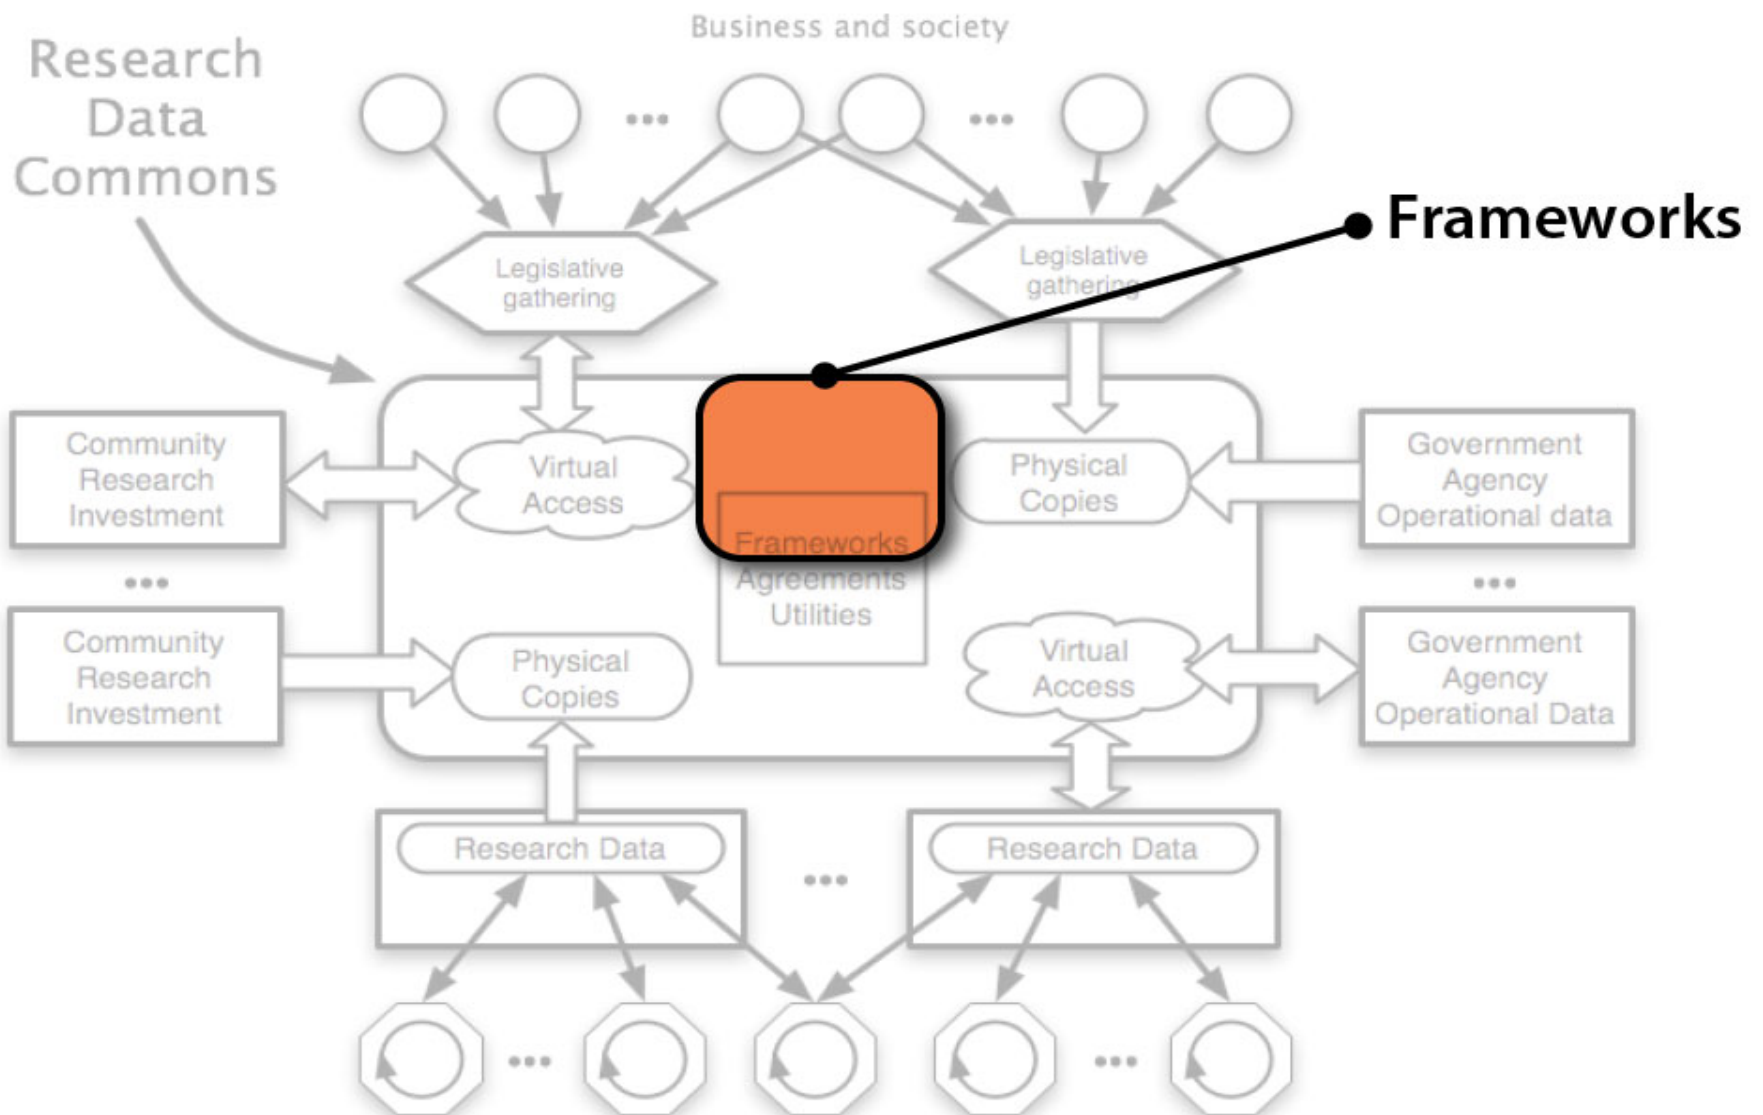 Business and society
Research
Data
Commons
Frameworks
Legislative
gathering
Legislative
gathering
Community
Research
Investment
Virtual
Access
Physical
Copies
Government
Agency
Operational data
Frameworks
Agreements
Utilities
Community
Research
Investment
Physical
Copies
Virtual
Access
Government
Agency
Operational Data
Research Data
Research Data